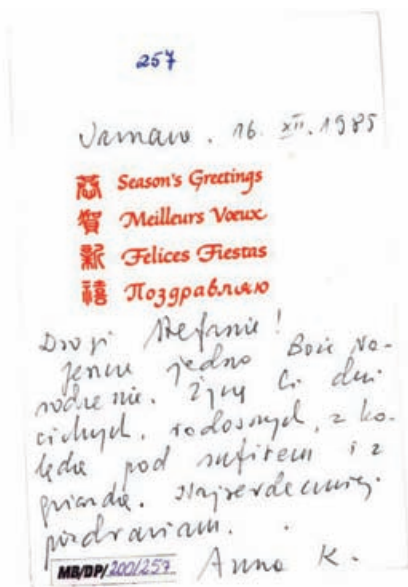 257
Tarnów. 16. XII. 1985
恭 Season's Greetings
賀 Meilleurs Voeux
新 Felices Fiestas
禧 Поздравляю
Drogi Stefanie!
Jeszcze jedno Boże Na-
rodzenie. Życzę Ci dni
cichych, radosnych, z ko-
lędą pod sufitem i z
gwiazdą. Najserdeczniej
pozdrawiam.
Anna K.
MB/DP/200/257